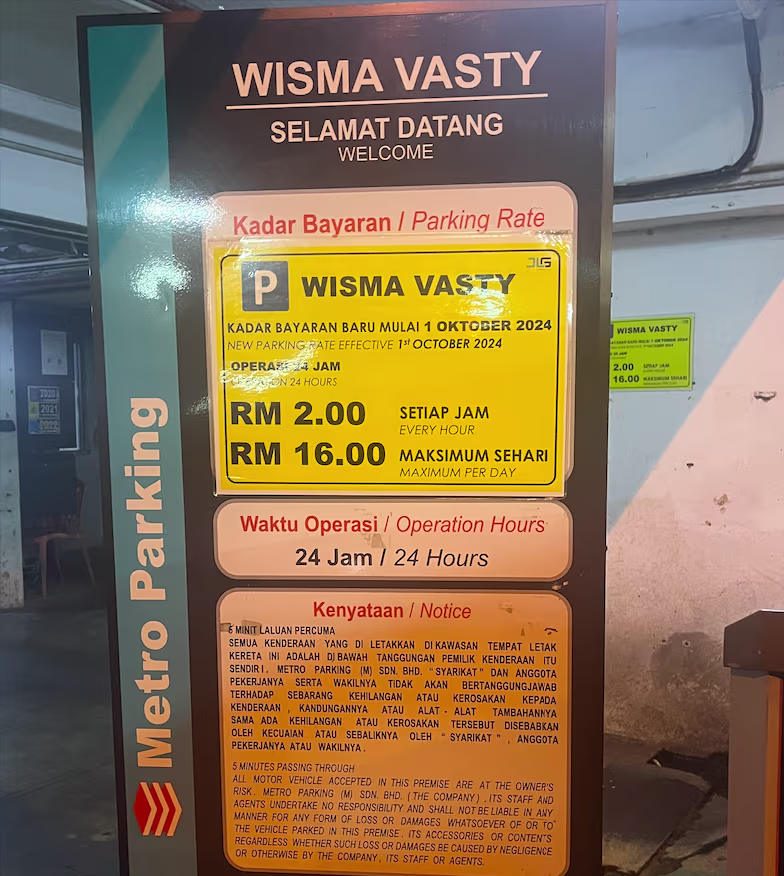 WISMA VASTY
SELAMAT DATANG
WELCOME
Kadar Bayaran / Parking Rate
P WISMA VASTY
KADAR BAYARAN BARU MULAI 1 OKTOBER 2024
NEW PARKING RATE EFFECTIVE 1st OCTOBER 2024
OPERASI 24 JAM
OPERATION 24 HOURS
RM 2.00 SETIAP JAM
EVERY HOUR
RM 16.00 MAKSIMUM SEHARI
MAXIMUM PER DAY
Waktu Operasi / Operation Hours
24 Jam / 24 Hours
Kenyataan / Notice
5 MINIT LALUAN PERCUMA
SEMUA KENDERAAN YANG DI LETAKKAN DI KAWASAN TEMPAT LETAK
KERETA INI ADALAH DI BAWAH TANGGUNGAN PEMILIK KENDERAAN ITU
SENDIRI. METRO PARKING (M) SDN. BHD. "SYARIKAT" DAN ANGGOTA
PEKERJANYA SERTA WAKILNYA TIDAK AKAN BERTANGGUNGJAWAB
TERHADAP SEBARANG KEHILANGAN ATAU KEROSAKAN KEPADA
KENDERAAN , KANDUNGANNYA ATAU ALAT - ALAT TAMBAHANNYA
SAMA ADA KEHILANGAN ATAU KEROSAKAN TERSEBUT DISEBABKAN
OLEH KECUAIAN ATAU SEBALIKNYA OLEH "SYARIKAT" , ANGGOTA
PEKERJANYA ATAU WAKILNYA.
5 MINUTES PASSING THROUGH
ALL MOTOR VEHICLE ACCEPTED IN THIS PREMISE ARE AT THE OWNER'S
RISK. METRO PARKING (M) SDN. BHD. ( THE COMPANY) . ITS STAFF AND
AGENTS UNDERTAKE NO RESPONSIBILITY AND SHALL NOT BE LIABLE IN ANY
MANNER FOR ANY FORM OF LOSS OR DAMAGES WHATSOEVER OF OR TO
THE VEHICLE PARKED IN THIS PREMISE . ITS ACCESSORIES OR CONTENTS
REGARDLESS WHETHER SUCH LOSS OR DAMAGES BE CAUSED BY NEGLIGENCE
OR OTHERWISE BY THE COMPANY, ITS STAFF OR AGENTS.
Metro Parking
WISMA VASTY
2.00 SETIAP JAM
EVERY HOUR
16.00 MAKSIMUM SEHARI
2020
2021
2022